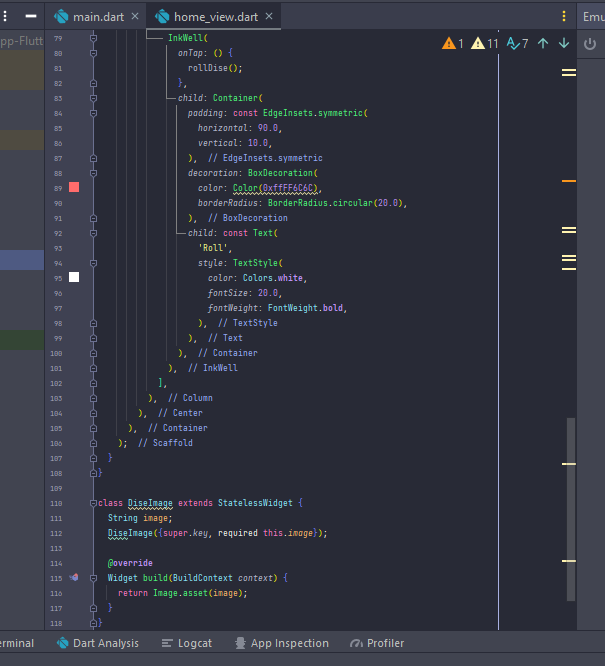 main.dart × home_view.dart ×
Emu
pp-Flutt
79 InkWell(
1 11 7
80 onTap: () {
81 rollDise();
82 },
83 child: Container(
84 padding: const EdgeInsets.symmetric(
85 horizontal: 90.0,
86 vertical: 10.0,
87 ), // EdgeInsets.symmetric
88 decoration: BoxDecoration(
89 color: Color(0xffFF6C6C),
90 borderRadius: BorderRadius.circular(20.0),
91 ), // BoxDecoration
92 child: const Text(
93 'Roll',
94 style: TextStyle(
95 color: Colors.white,
96 fontSize: 20.0,
97 fontWeight: FontWeight.bold,
98 ), // TextStyle
99 ), // Text
100 ), // Container
101 ), // InkWell
102 ],
103 ), // Column
104 ), // Center
105 ), // Container
106 ); // Scaffold
107 }
108 }
109
110 class DiseImage extends StatelessWidget {
111 String image;
112 DiseImage({super.key, required this.image});
113
114 @override
115 Widget build(BuildContext context) {
116 return Image.asset(image);
117 }
118 }
erminal Dart Analysis Logcat App Inspection Profiler